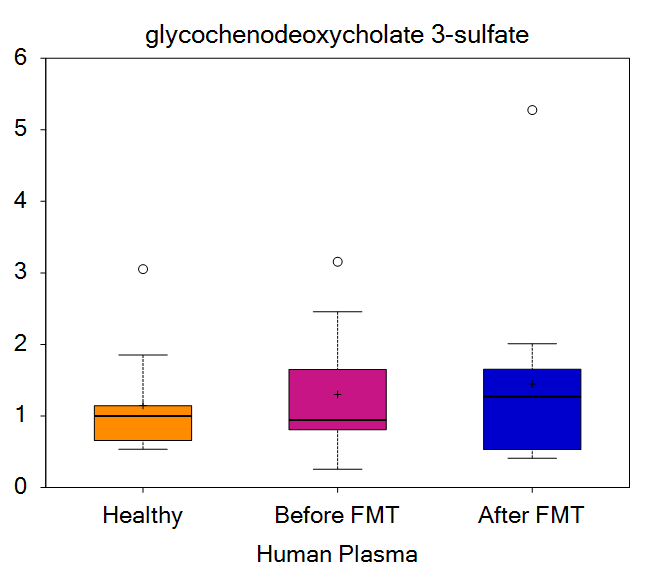 glycochenodeoxycholate 3-sulfate
6
5
4
3
2
1
0
Healthy Before FMT After FMT
Human Plasma